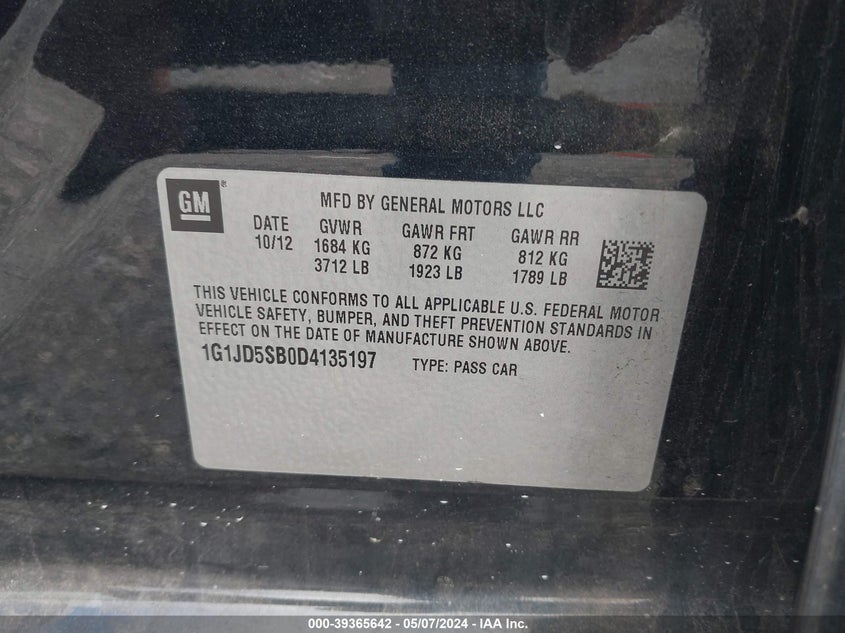 GM®
MFD BY GENERAL MOTORS LLC
DATE GVWR GAWR FRT GAWR RR
10/12 1684 KG 872 KG 812 KG
3712 LB 1923 LB 1789 LB
THIS VEHICLE CONFORMS TO ALL APPLICABLE U.S. FEDERAL MOTOR
VEHICLE SAFETY, BUMPER, AND THEFT PREVENTION STANDARDS IN
EFFECT ON THE DATE OF MANUFACTURE SHOWN ABOVE.
1G1JD5SB0D4135197 TYPE: PASS CAR
000-39365642 - 05/07/2024 - IAA Inc.